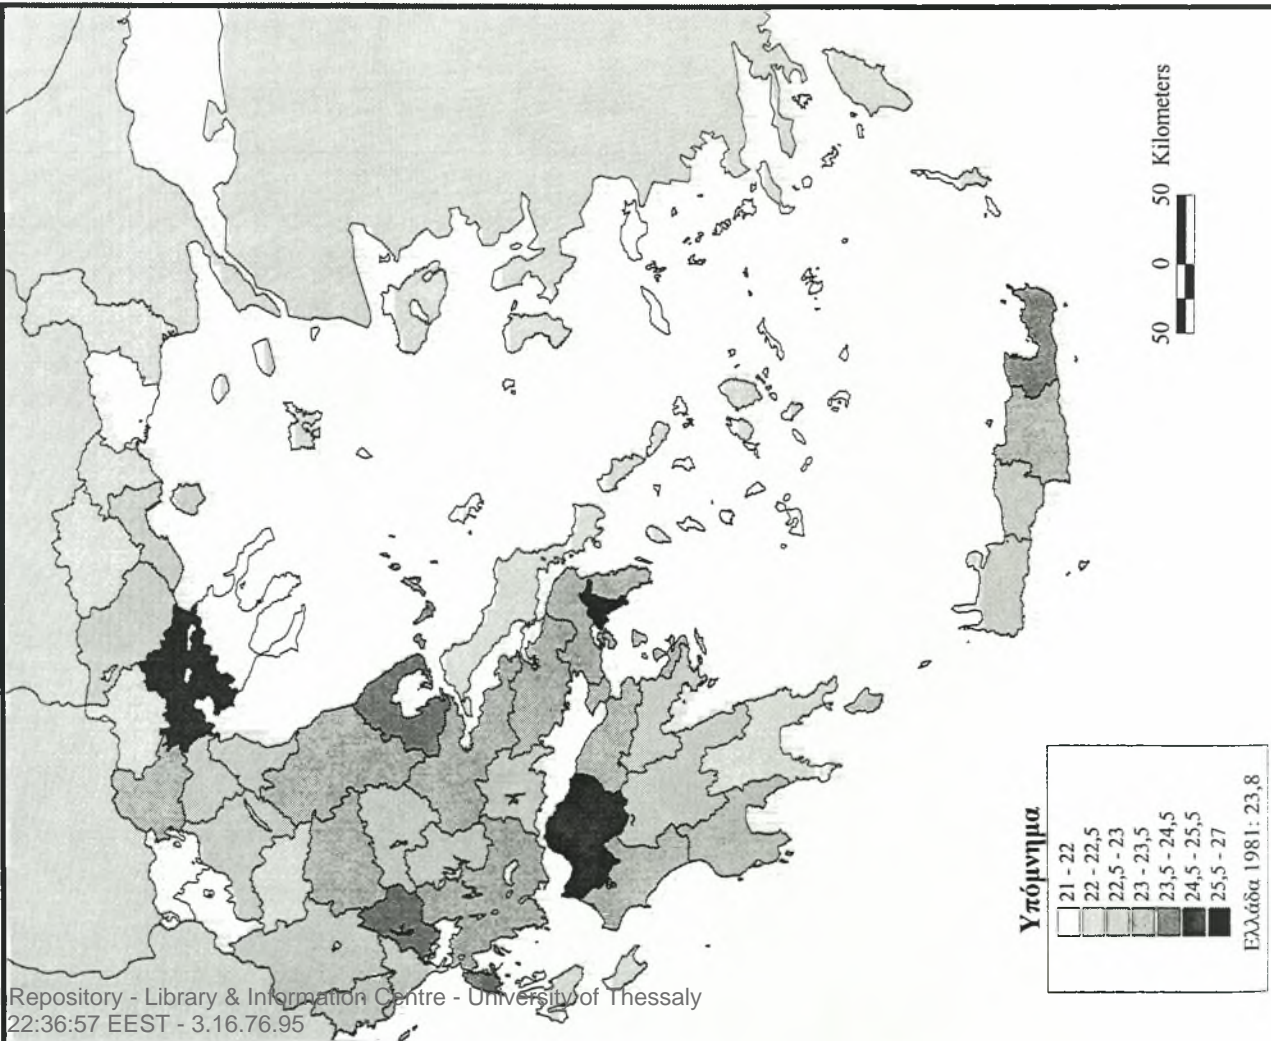 50 0 50 Kilometers
Υπόμνημα
21 - 22
22 - 22,5
22,5 - 23
23 - 23,5
23,5 - 24,5
24,5 - 25,5
25,5 - 27
Ελλάδα 1981: 23,8
Repository - Library & Information Centre - University of Thessaly
22:36:57 EEST - 3.16.76.95